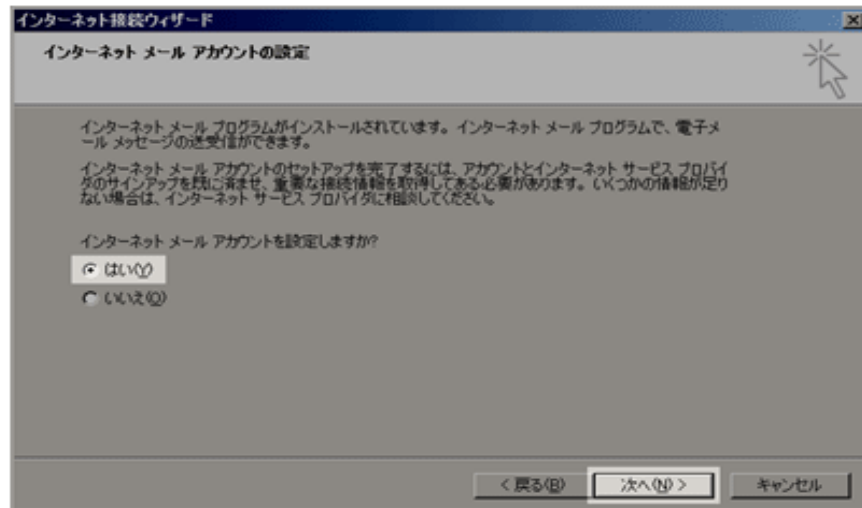 インターネット接続ウィザード
インターネット メール アカウントの設定
インターネット メール プログラムがインストールされています。インターネット メール プログラムで、電子メ
ール メッセージの送受信ができます。
インターネット メール アカウントのセットアップを完了するには、アカウントとインターネット サービス プロバイ
ダのサインアップを既に済ませ、重要な接続情報を取得してある必要があります。いくつかの情報が足り
ない場合は、インターネット サービス プロバイダに相談してください。
インターネット メール アカウントを設定しますか?
はい(Y)
いいえ(O)
< 戻る(B)
次へ(N) >
キャンセル